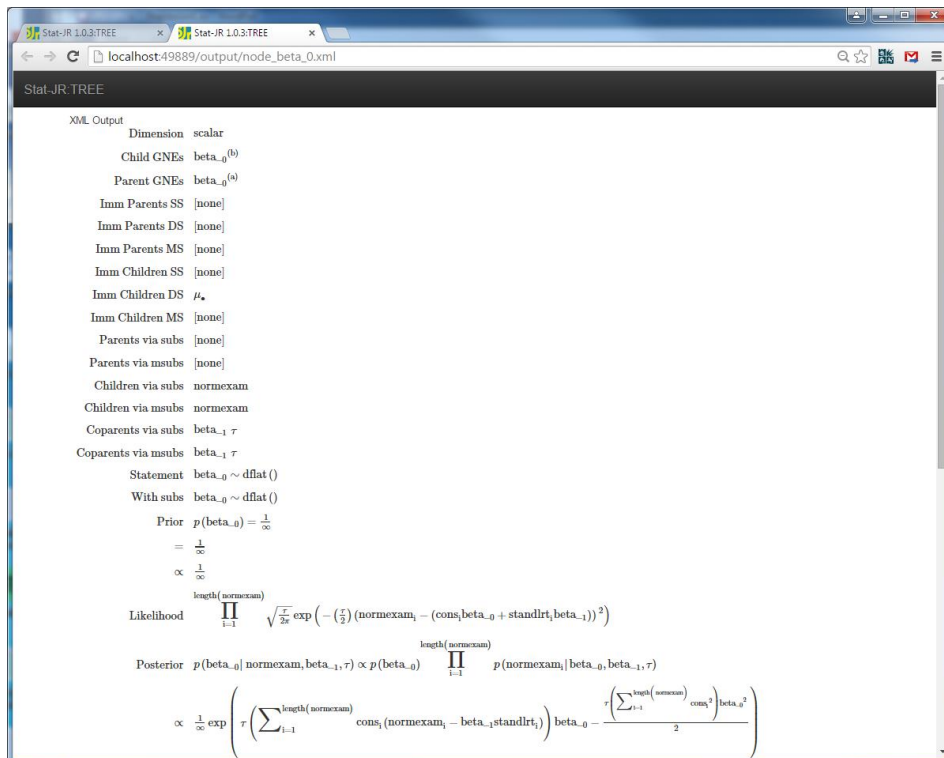 Stat-JR 1.0.3:TREE
Stat-JR 1.0.3:TREE
localhost:49889/output/node_beta_0.xml
Stat-JR:TREE
XML Output
Dimension scalar
Child GNEs beta_0^(b)
Parent GNEs beta_0^(a)
Imm Parents SS [none]
Imm Parents DS [none]
Imm Parents MS [none]
Imm Children SS [none]
Imm Children DS μ•
Imm Children MS [none]
Parents via subs [none]
Parents via msubs [none]
Children via subs normexam
Children via msubs normexam
Coparents via subs beta_1 τ
Coparents via msubs beta_1 τ
Statement beta_0 ∼ dflat ()
With subs beta_0 ∼ dflat ()
Prior p(beta_0) = 1/∞
= 1/∞
∝ 1/∞
Likelihood ∏_{i=1}^{length(normexam)} √(τ/2π) exp(−(τ/2)(normexam_i − (cons_i beta_0 + standlrt_i beta_1))^2)
Posterior p(beta_0| normexam, beta_1, τ) ∝ p(beta_0) ∏_{i=1}^{length(normexam)} p(normexam_i| beta_0, beta_1, τ)
∝ 1/∞ exp(τ(∑_{i=1}^{length(normexam)} cons_i(normexam_i − beta_1 standlrt_i)) beta_0 − τ(∑_{i=1}^{length(normexam)} cons_i^2) beta_0^2 / 2)